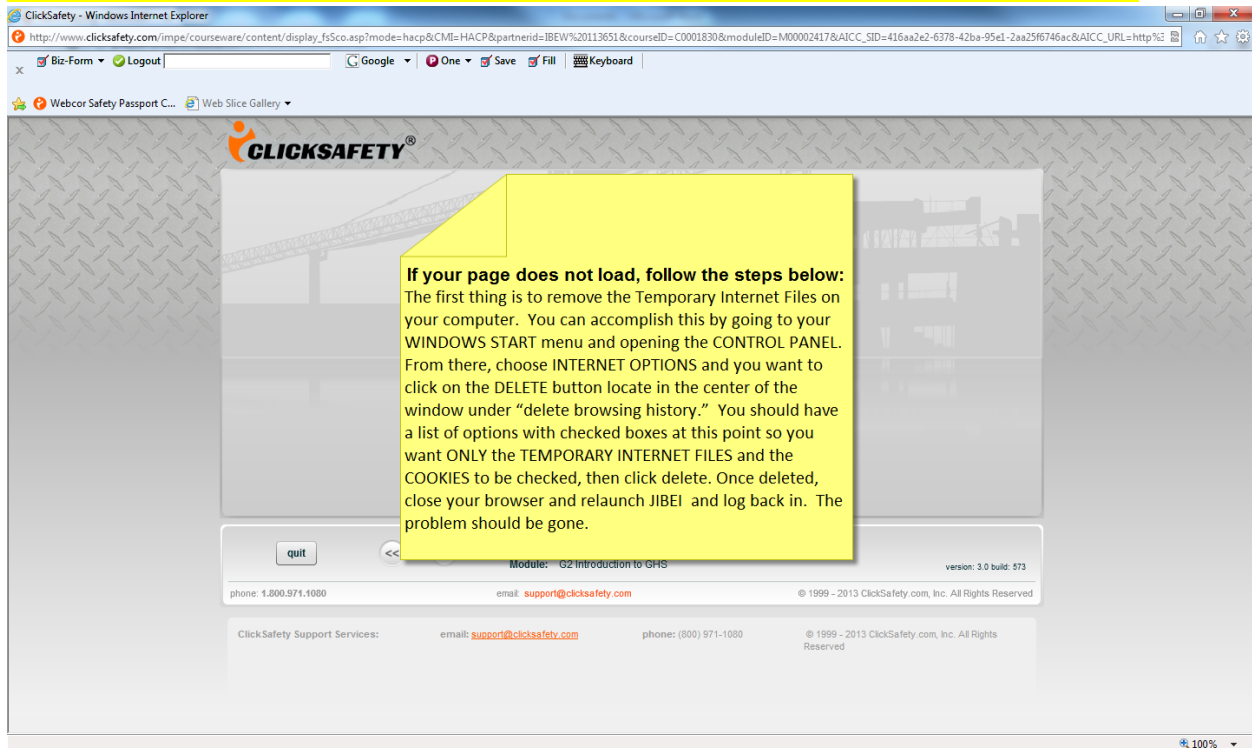 ClickSafety - Windows Internet Explorer
http://www.clicksafety.com/impe/courseware/content/display_fsSco.asp?mode=hacp&CMI=HACP&partnerid=IBEW%20113651&courseID=C0001830&moduleID=M00002417&AICC_SID=416aa2e2-6378-42ba-95e1-2aa25f6746ac&AICC_URL=http%3
x Biz-Form Logout Google One Save Fill Keyboard
Webcor Safety Passport C... Web Slice Gallery
CLICKSAFETY®
If your page does not load, follow the steps below:
The first thing is to remove the Temporary Internet Files on
your computer. You can accomplish this by going to your
WINDOWS START menu and opening the CONTROL PANEL.
From there, choose INTERNET OPTIONS and you want to
click on the DELETE button locate in the center of the
window under “delete browsing history.” You should have
a list of options with checked boxes at this point so you
want ONLY the TEMPORARY INTERNET FILES and the
COOKIES to be checked, then click delete. Once deleted,
close your browser and relaunch JIBEI and log back in. The
problem should be gone.
quit <<
Module: G2 Introduction to GHS version: 3.0 build: 573
phone: 1.800.971.1080 email: support@clicksafety.com © 1999 - 2013 ClickSafety.com, Inc. All Rights Reserved
ClickSafety Support Services: email: support@clicksafety.com phone: (800) 971-1080 © 1999 - 2013 ClickSafety.com, Inc. All Rights
Reserved
100%